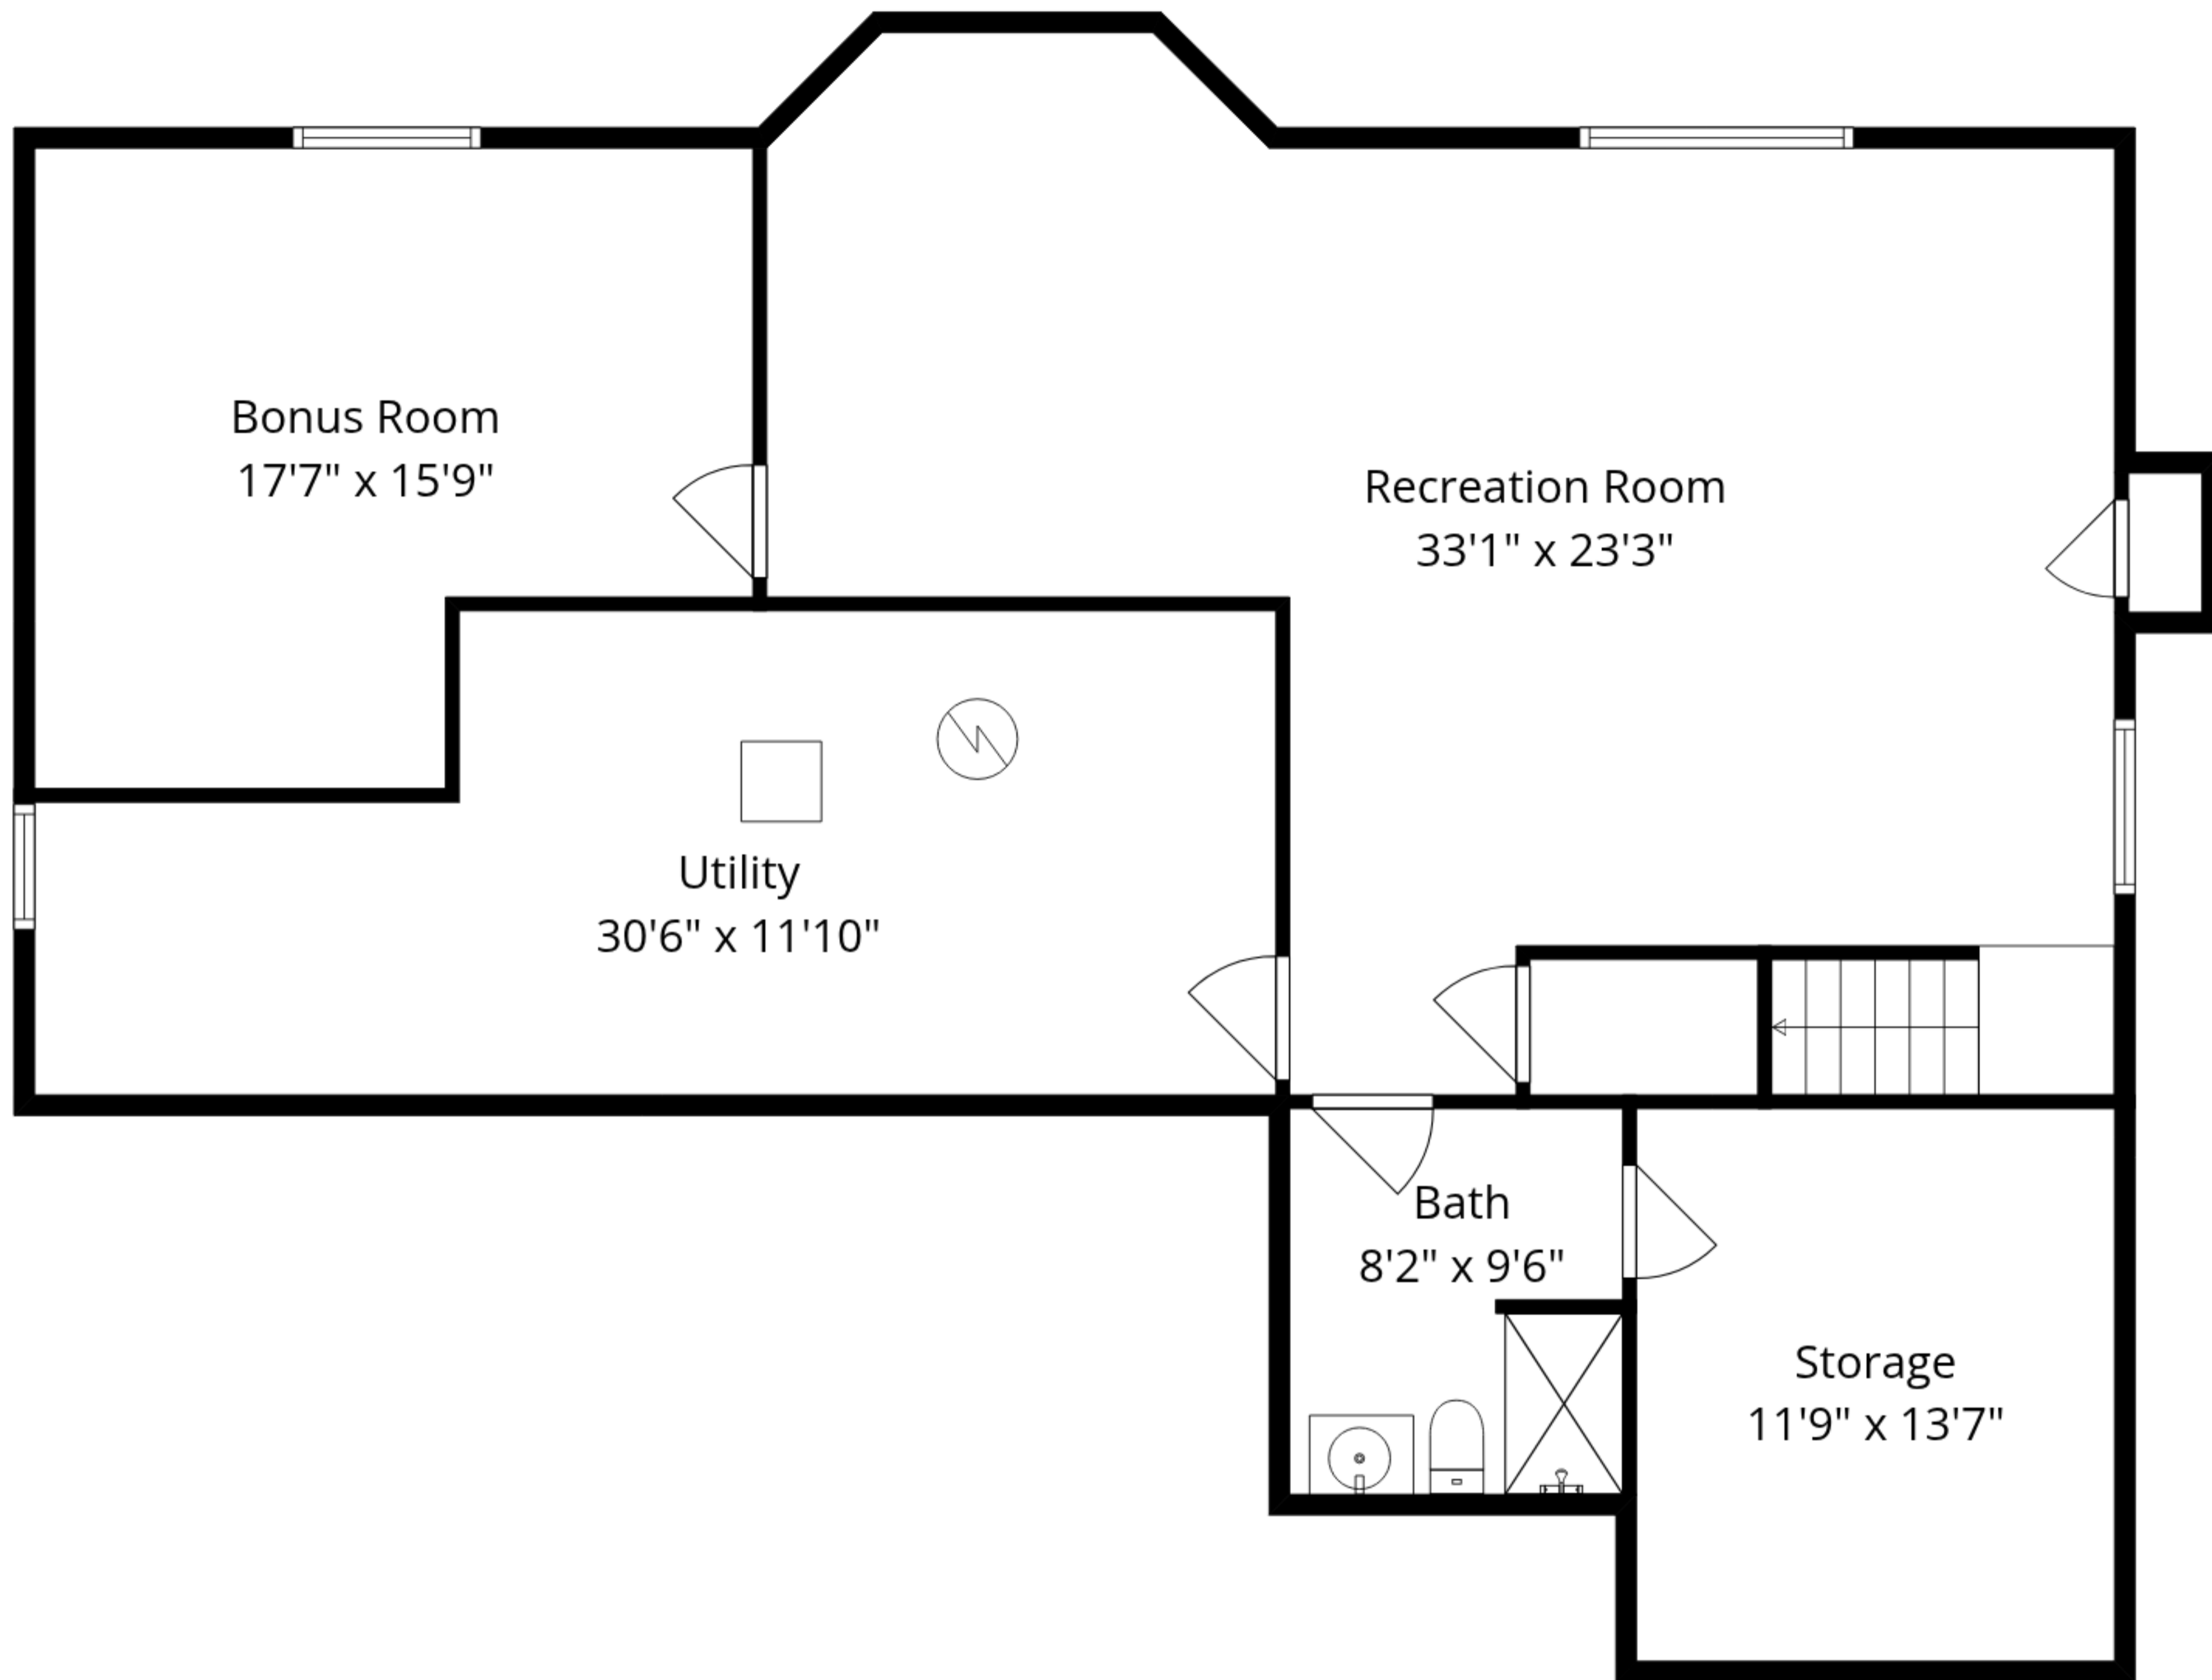 Bonus Room
17'7" x 15'9"
Recreation Room
33'1" x 23'3"
Utility
30'6" x 11'10"
Bath
8'2" x 9'6"
Storage
11'9" x 13'7"